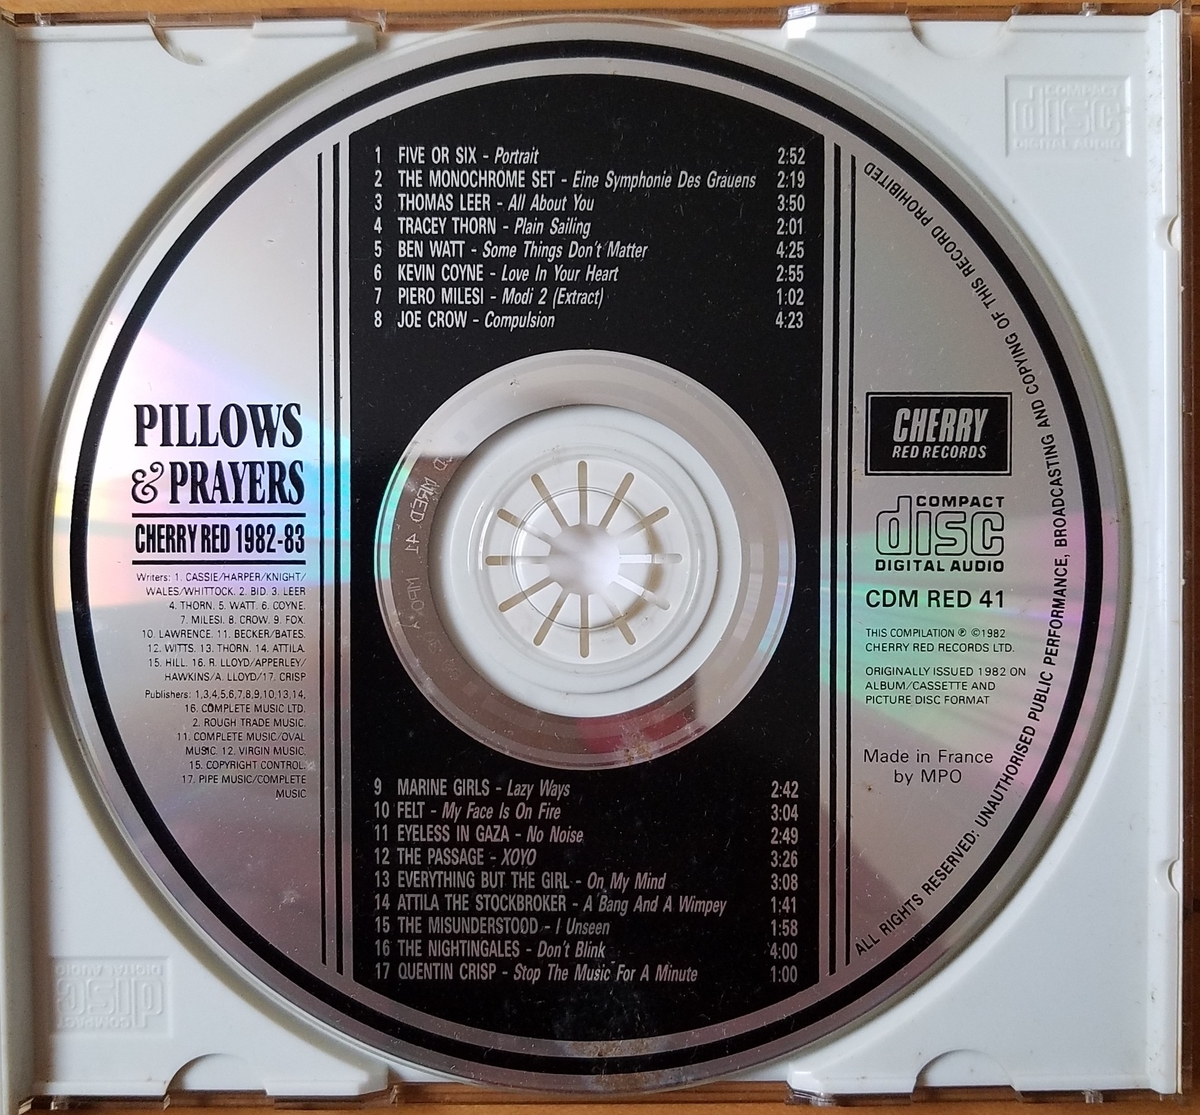 1 FIVE OR SIX - Portrait 2:52
2 THE MONOCHROME SET - Eine Symphonie Des Grauens 2:19
3 THOMAS LEER - All About You 3:50
4 TRACEY THORN - Plain Sailing 2:01
5 BEN WATT - Some Things Don't Matter 4:25
6 KEVIN COYNE - Love In Your Heart 2:55
7 PIERO MILESI - Modi 2 (Extract) 1:02
8 JOE CROW - Compulsion 4:23
PILLOWS
& PRAYERS
CHERRY RED 1982-83
Writers: 1. CASSIE/HARPER/KNIGHT/
WALES/WHITTOCK. 2. BID. 3. LEER
4. THORN. 5. WATT. 6. COYNE.
7. MILESI. 8. CROW. 9. FOX.
10. LAWRENCE. 11. BECKER/BATES.
12. WITTS. 13. THORN. 14. ATTILA.
15. HILL. 16. R. LLOYD/APPERLEY/
HAWKINS/A. LLOYD/17. CRISP
Publishers: 1,3,4,5,6,7,8,9,10,13,14,
16. COMPLETE MUSIC LTD.
2. ROUGH TRADE MUSIC.
11. COMPLETE MUSIC/OVAL
MUSIC. 12. VIRGIN MUSIC.
15. COPYRIGHT CONTROL.
17. PIPE MUSIC/COMPLETE
MUSIC
CHERRY
RED RECORDS
COMPACT
disc
DIGITAL AUDIO
CDM RED 41
THIS COMPILATION ℗ ©1982
CHERRY RED RECORDS LTD.
ORIGINALLY ISSUED 1982 ON
ALBUM/CASSETTE AND
PICTURE DISC FORMAT
Made in France
by MPO
9 MARINE GIRLS - Lazy Ways 2:42
10 FELT - My Face Is On Fire 3:04
11 EYELESS IN GAZA - No Noise 2:49
12 THE PASSAGE - XOYO 3:26
13 EVERYTHING BUT THE GIRL - On My Mind 3:08
14 ATTILA THE STOCKBROKER - A Bang And A Wimpey 1:41
15 THE MISUNDERSTOOD - I Unseen 1:58
16 THE NIGHTINGALES - Don't Blink 4:00
17 QUENTIN CRISP - Stop The Music For A Minute 1:00
ALL RIGHTS RESERVED: UNAUTHORISED PUBLIC PERFORMANCE, BROADCASTING AND COPYING OF THIS RECORD PROHIBITED
COMPACT
disc
DIGITAL AUDIO
COMPACT
disc
DIGITAL AUDIO